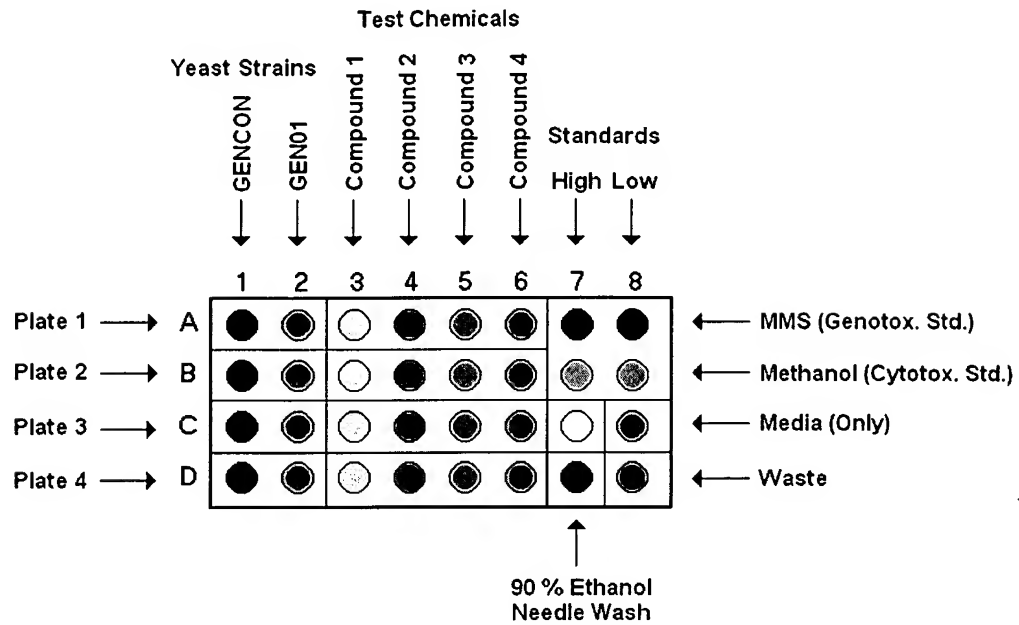 Test Chemicals
Yeast Strains
GENCON
GEN01
Compound 1
Compound 2
Compound 3
Compound 4
Standards
High Low
1 2 3 4 5 6 7 8
Plate 1 A MMS (Genotox. Std.)
Plate 2 B Methanol (Cytotox. Std.)
Plate 3 C Media (Only)
Plate 4 D Waste
90 % Ethanol
Needle Wash